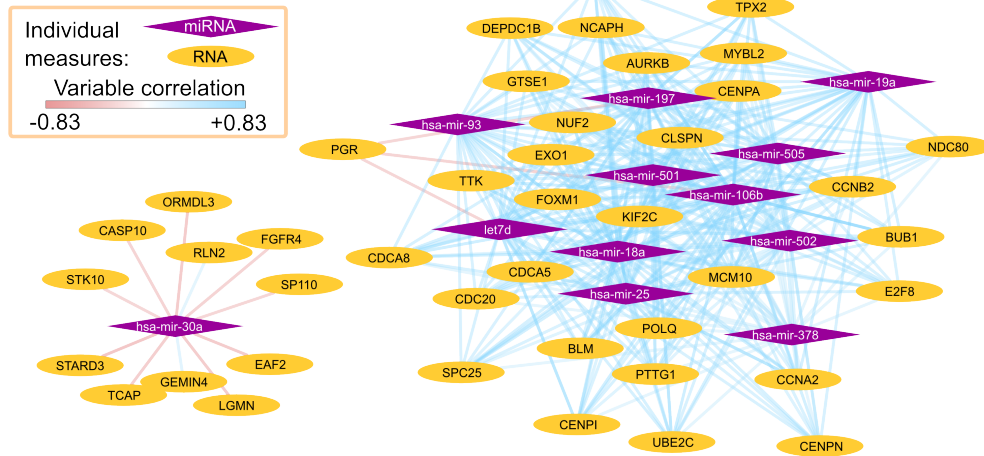 Individual
measures:
miRNA
RNA
Variable correlation
-0.83 +0.83
TPX2
DEPDC1B
NCAPH
MYBL2
AURKB
GTSE1
hsa-mir-19a
CENPA
hsa-mir-197
hsa-mir-93
NUF2
CLSPN
PGR
NDC80
EXO1
hsa-mir-505
TTK
hsa-mir-501
CCNB2
hsa-mir-106b
FOXM1
ORMDL3
KIF2C
CASP10
let7d
FGFR4
RLN2
hsa-mir-502
BUB1
hsa-mir-18a
CDCA8
CDCA5
STK10
MCM10
SP110
E2F8
hsa-mir-25
CDC20
hsa-mir-30a
POLQ
hsa-mir-378
BLM
STARD3
EAF2
SPC25
PTTG1
CCNA2
GEMIN4
TCAP
LGMN
CENPI
UBE2C
CENPN